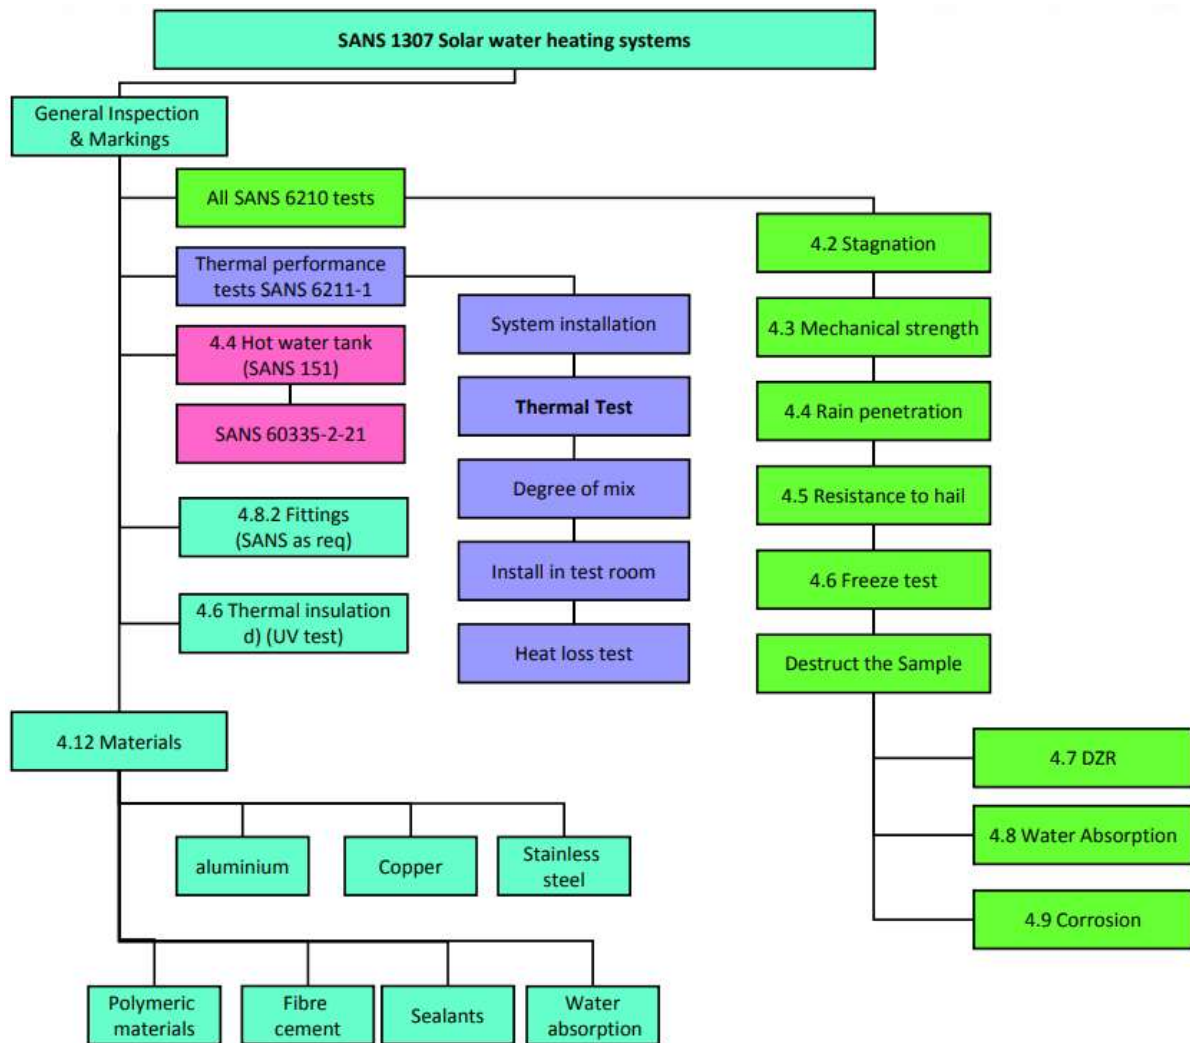 SANS 1307 Solar water heating systems
General Inspection
& Markings
All SANS 6210 tests
4.2 Stagnation
Thermal performance
tests SANS 6211-1
System installation
4.3 Mechanical strength
4.4 Hot water tank
(SANS 151)
Thermal Test
4.4 Rain penetration
SANS 60335-2-21
Degree of mix
4.5 Resistance to hail
4.8.2 Fittings
(SANS as req)
Install in test room
4.6 Freeze test
4.6 Thermal insulation
d) (UV test)
Heat loss test
Destruct the Sample
4.12 Materials
4.7 DZR
4.8 Water Absorption
aluminium
Copper
Stainless
steel
4.9 Corrosion
Polymeric
materials
Fibre
cement
Sealants
Water
absorption